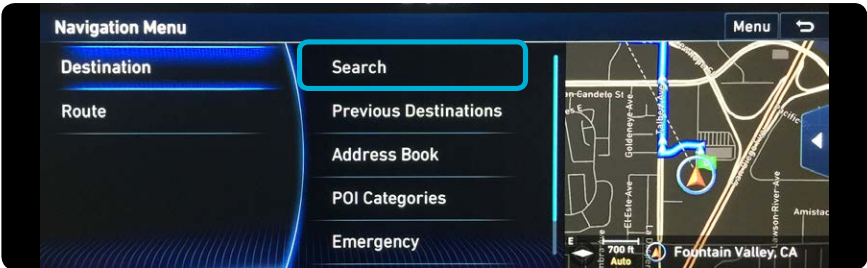 Navigation Menu
Menu
Destination
Search
Route
Previous Destinations
Address Book
POI Categories
Emergency
Goldeneye-Ave
Talbert-Ave
El-Este-Ave
Lawson-River-Ave
Amistad
E
700 ft
Auto
Fountain Valley, CA